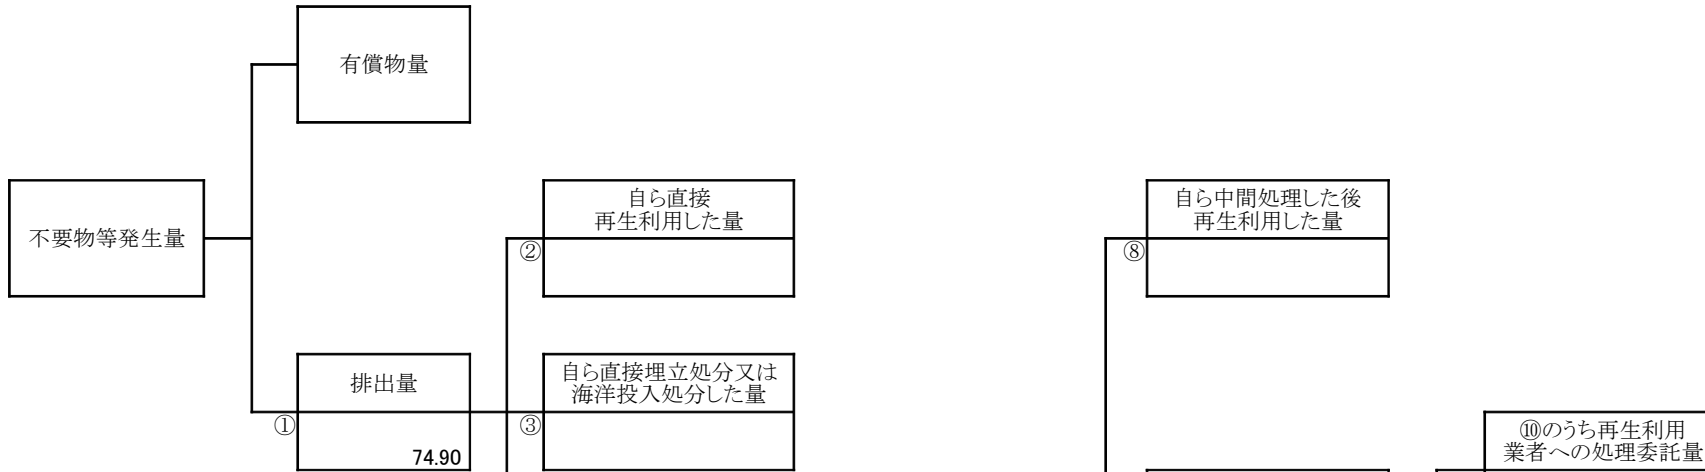 有償物量
不要物等発生量
自ら直接
再生利用した量
②
自ら中間処理した後
再生利用した量
⑧
排出量
①
74.90
自ら直接埋立処分又は
海洋投入処分した量
③
⑩のうち再生利用
業者への処理委託量